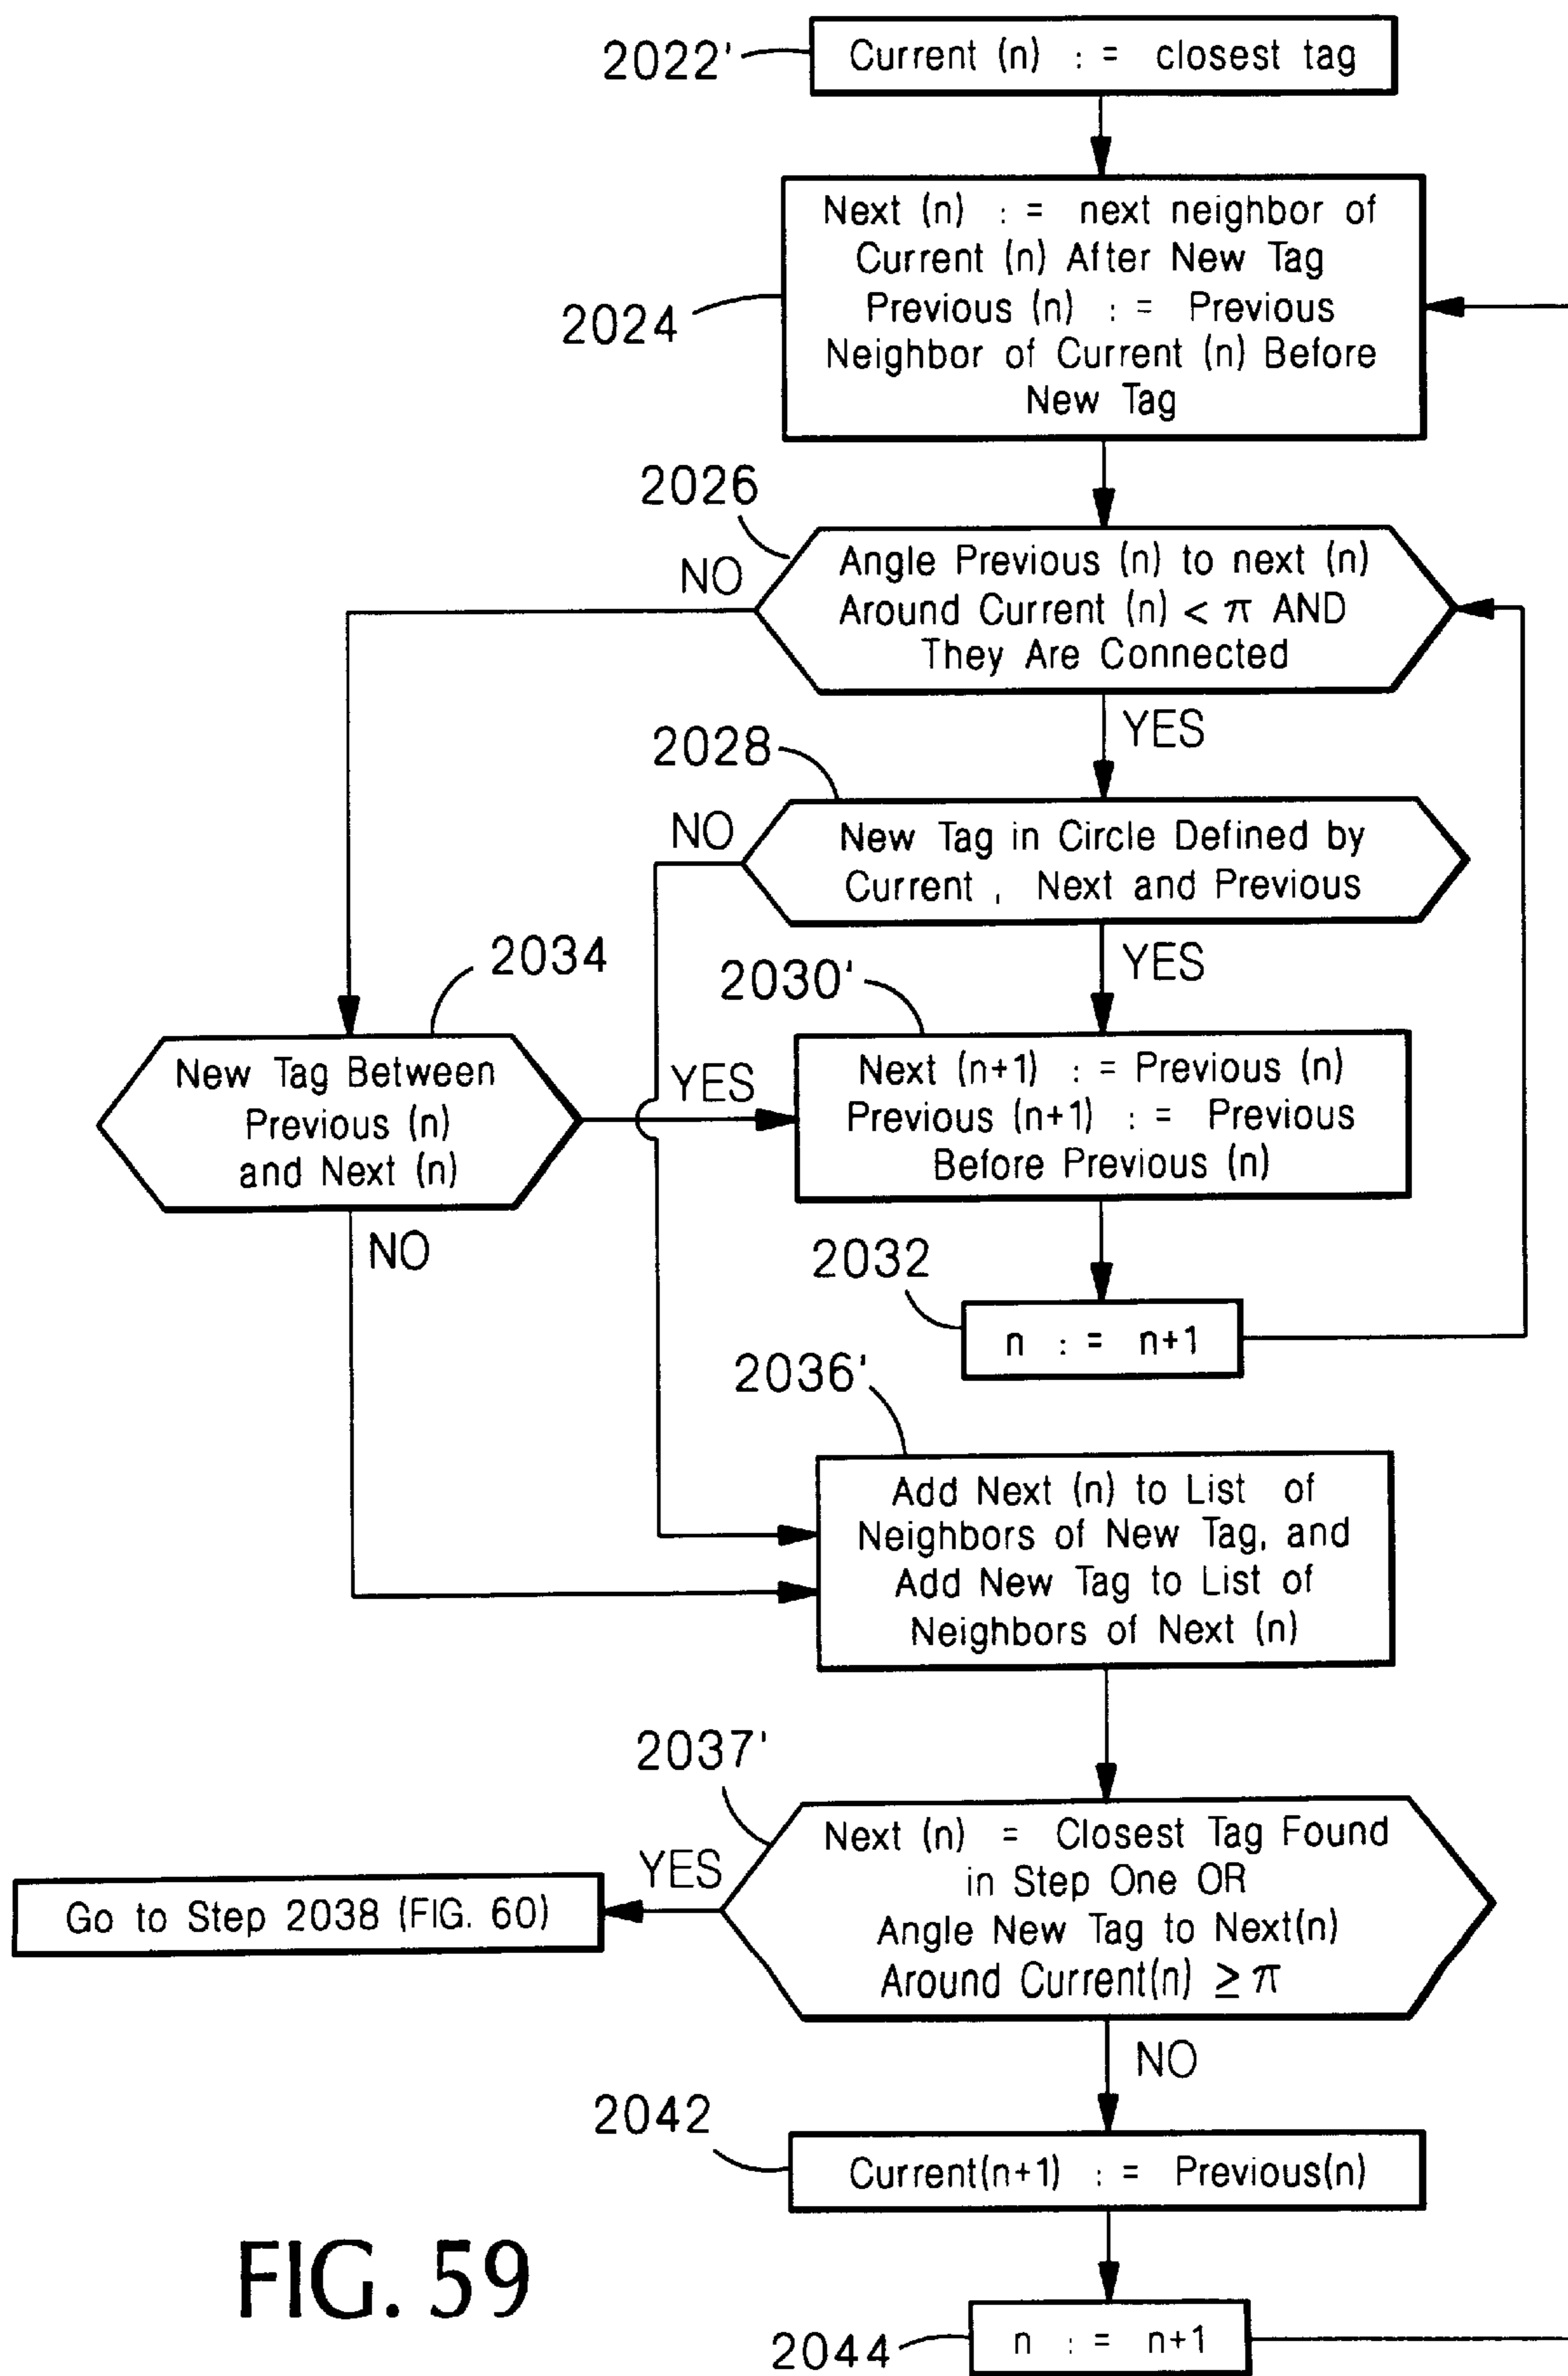 2022'
Current (n) := closest tag
Next (n) := next neighbor of
Current (n) After New Tag
Previous (n) := Previous
Neighbor of Current (n) Before
New Tag
2024
2026
NO
Angle Previous (n) to next (n)
Around Current (n) < π AND
They Are Connected
YES
2028
NO
New Tag in Circle Defined by
Current , Next and Previous
YES
2034
2030'
New Tag Between
Previous (n)
and Next (n)
YES
Next (n+1) := Previous (n)
Previous (n+1) := Previous
Before Previous (n)
NO
2032
n := n+1
2036'
Add Next (n) to List of
Neighbors of New Tag, and
Add New Tag to List of
Neighbors of Next (n)
2037'
Next (n) = Closest Tag Found
in Step One OR
Angle New Tag to Next(n)
Around Current(n) ≥ π
YES
Go to Step 2038 (FIG. 60)
NO
2042
Current(n+1) := Previous(n)
FIG. 59
2044
n := n+1